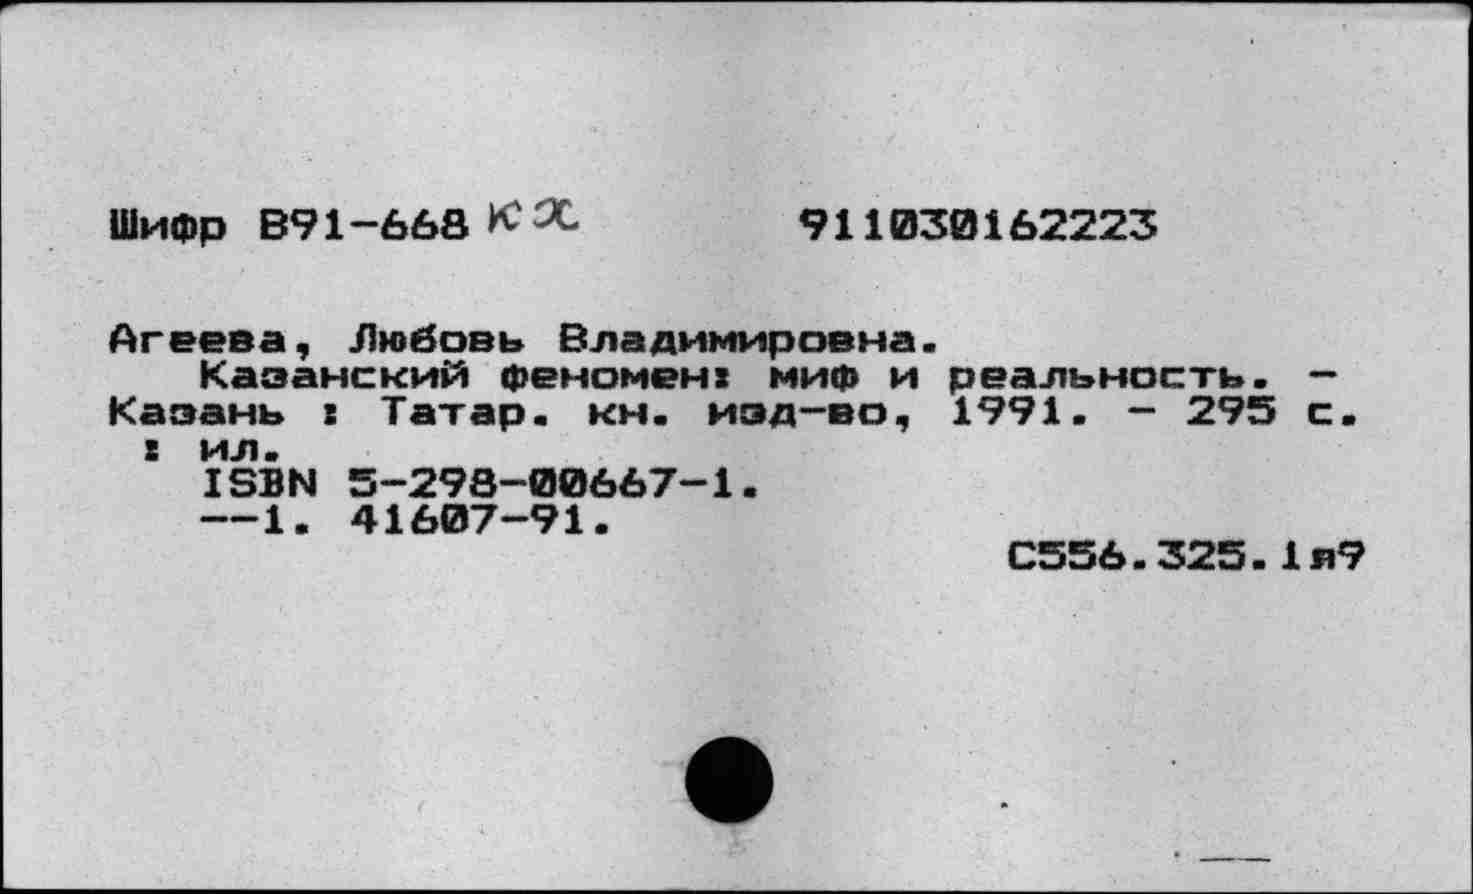 Шифр В91-668 кх 911030162223
Агеева, Любовь Владимировна.
Казанский феномен: миф и реальность. -
Казань : Татар. кн. изд-во, 1991. - 295 с.
: ил.
ISBN 5-298-00667-1.
--1. 41607-91.
С556.325.1я9